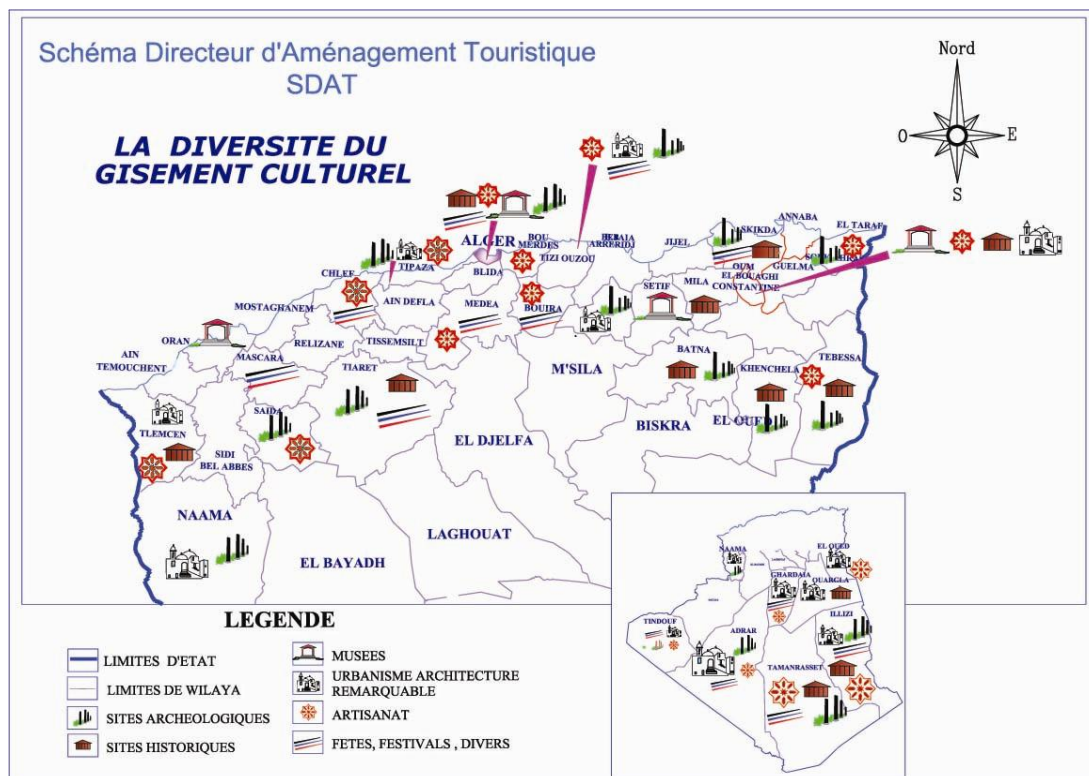 Schéma Directeur d'Aménagement Touristique
SDAT
LA DIVERSITE DU
GISEMENT CULTUREL
Nord
O
E
S
ALGER
BOU
MERDES
TIZI OUZOU
ARRERIDJ
JIJEL
SKIKDA
ANNABA
EL TARAF
CHLEF
TIPAZA
BLIDA
OUM
EL BOUAGHI
GUELMA
CONSTANTINE
MOSTAGHANEM
AIN DEFLA
MEDEA
BOUIRA
SETIF
MILA
ORAN
RELIZANE
TISSEMSILT
AIN
TEMOUCHENT
MASCARA
TIARET
M'SILA
BATNA
KHENCHELA
TEBESSA
TLEMCEN
SAIDA
SIDI
BEL ABBES
EL DJELFA
BISKRA
EL OUED
NAAMA
LAGHOUAT
EL BAYADH
NAAMA
EL OUED
GHARDAIA
OUARGLA
TINDOUF
ADRAR
ILLIZI
TAMANRASSET
LEGENDE
LIMITES D'ETAT
LIMITES DE WILAYA
SITES ARCHEOLOGIQUES
SITES HISTORIQUES
MUSEES
URBANISME ARCHITECTURE
REMARQUABLE
ARTISANAT
FETES, FESTIVALS , DIVERS